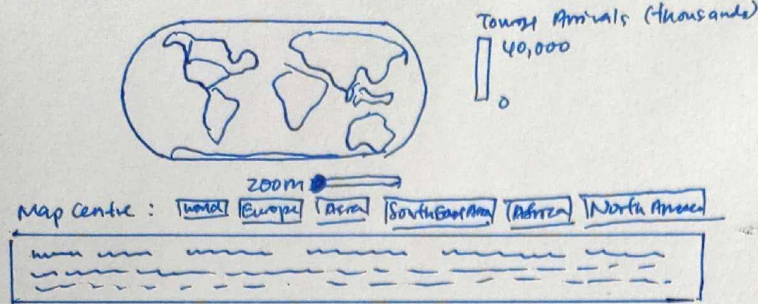 Tourist Arrivals (thousands)
40,000
0
zoom
Map Centre : World Europe Asia SouthEastAsia Africa North America